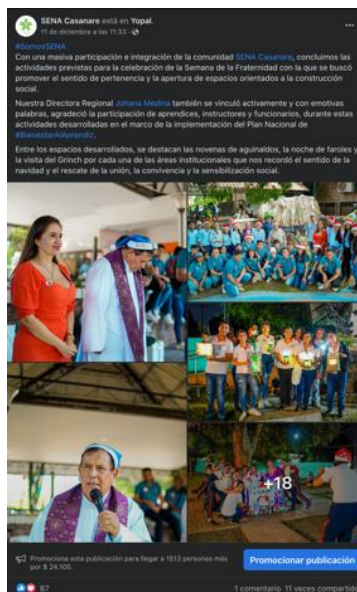 SENA Casanare está en Yopal.
11 de diciembre a las 11:33 ·
#SomosSENA
Con una masiva participación e integración de la comunidad SENA Casanare, concluimos las
actividades previstas para la celebración de la Semana de la Fraternidad con la que se buscó
promover el sentido de pertenencia y la apertura de espacios orientados a la construcción
social.
Nuestra Directora Regional Johana Medina también se vinculó activamente y con emotivas
palabras, agradeció la participación de aprendices, instructores y funcionarios, durante estas
actividades desarrolladas en el marco de la implementación del Plan Nacional de
#BienestarAlAprendiz.
Entre los espacios desarrollados, se destacan las novenas de aguinaldos, la noche de faroles y
la visita del Grinch por cada una de las áreas institucionales que nos recordó el sentido de la
navidad y el rescate de la unión, la convivencia y la sensibilización social.
+18
Promociona esta publicación para llegar a 1513 personas más
por $ 24.105.
Promocionar publicación
87
1 comentario 11 veces compartido